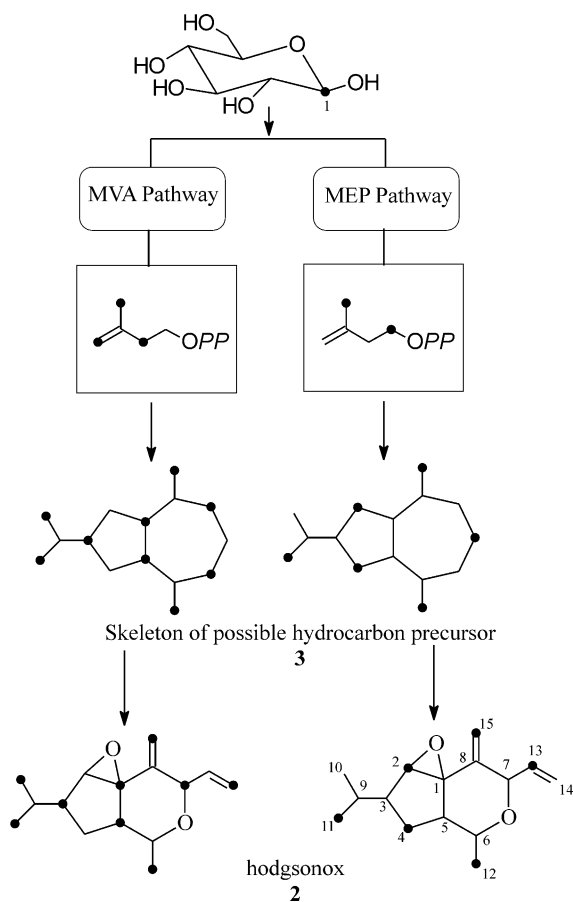 HO
HO
HO
HO
O
OH
1
MVA Pathway
MEP Pathway
OPP
OPP
Skeleton of possible hydrocarbon precursor
3
O
O
O
O
15
13
14
10
2
8
7
9
1
3
11
4
5
6
12
hodgsonox
2